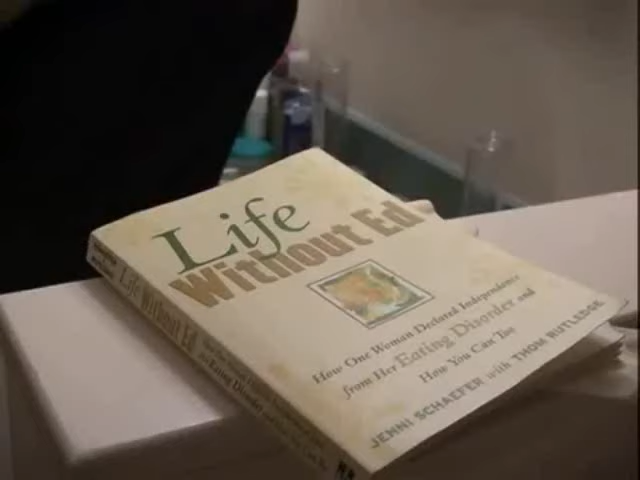 Life
Without Ed
How One Woman Declared Independence
from Her Eating Disorder and
How You Can Too
JENNI SCHAEFER with THOM RUTLEDGE
Life Without Ed